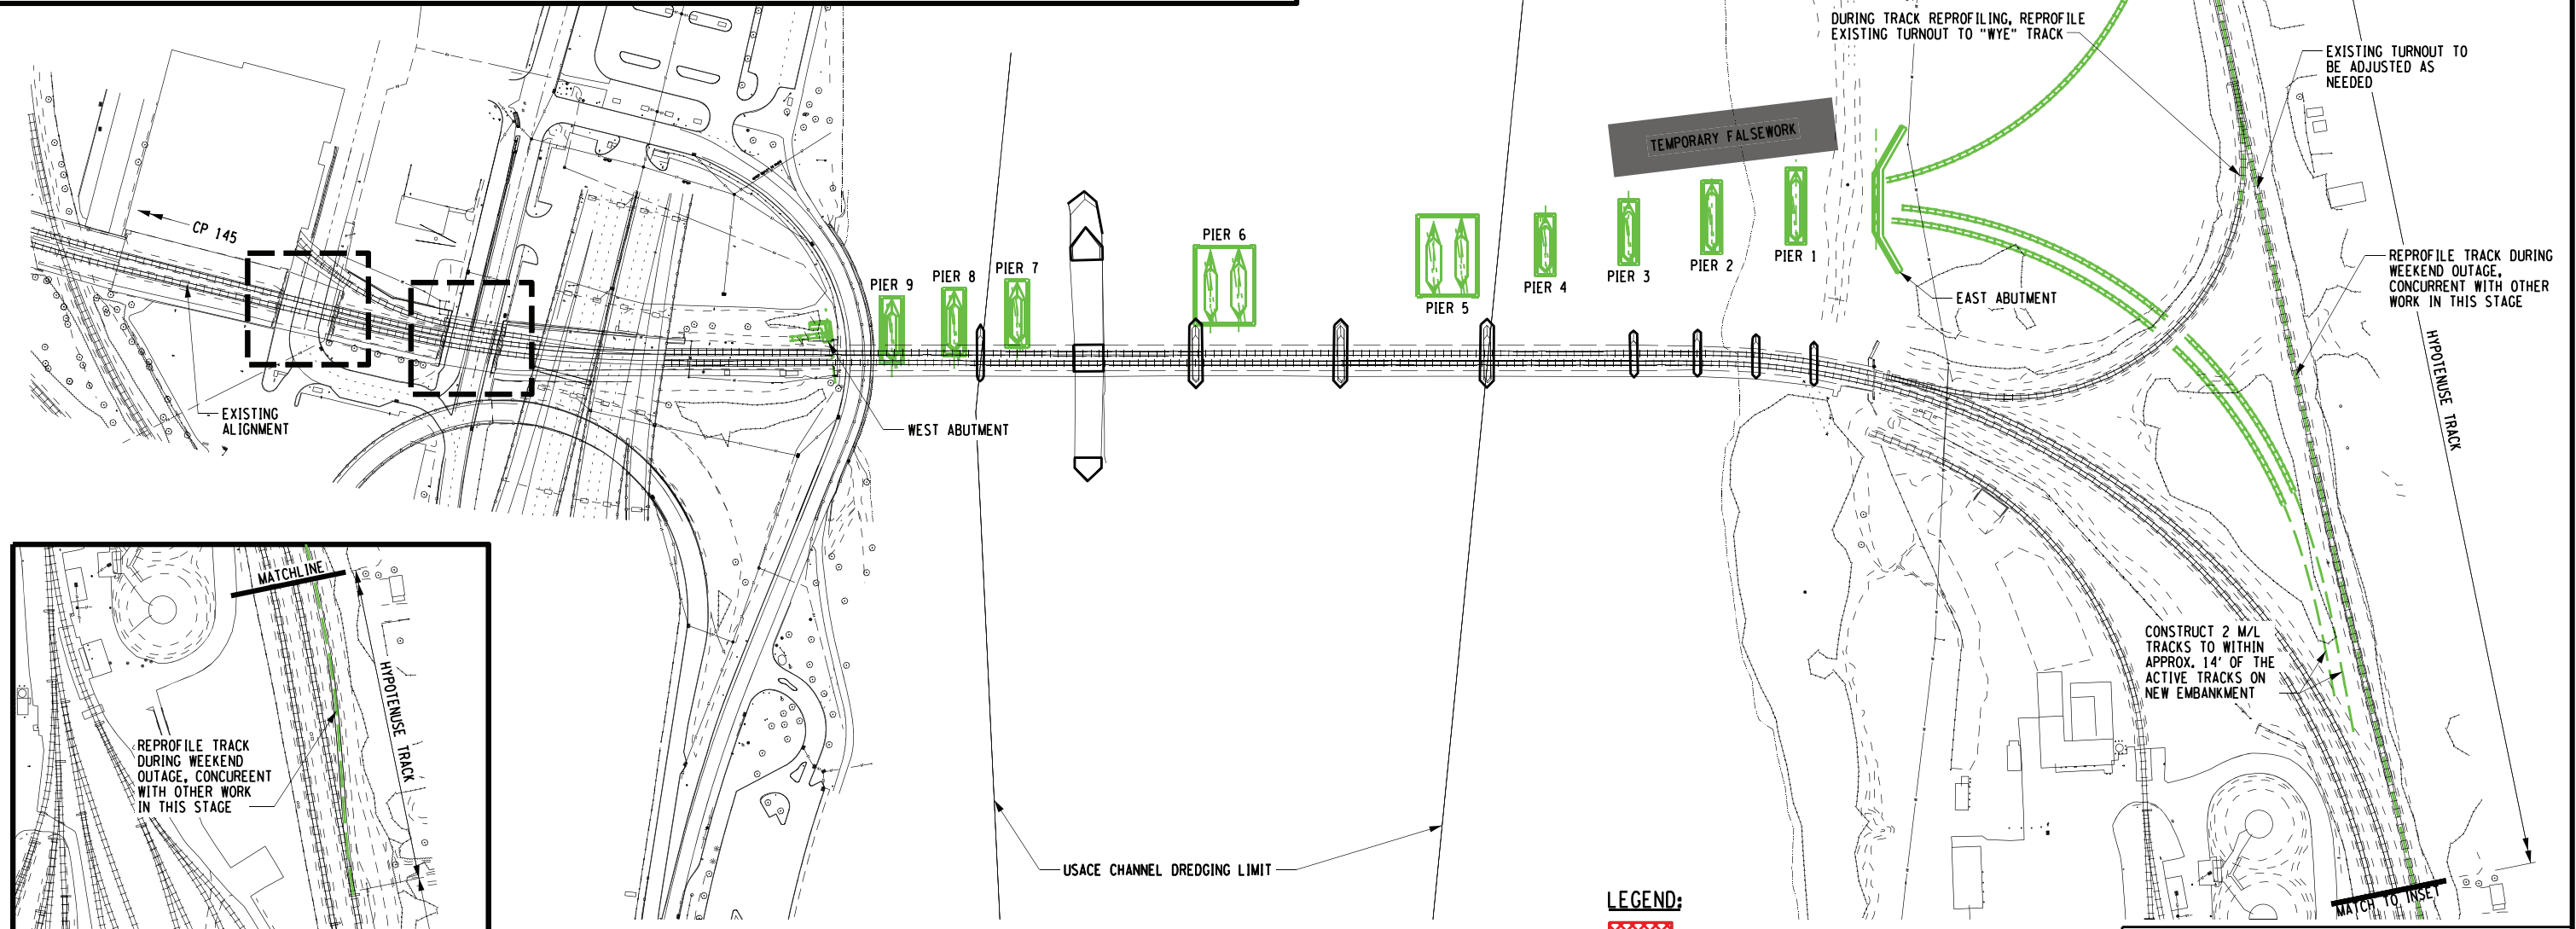 DURING TRACK REPROFILING, REPROFILE
EXISTING TURNOUT TO "WYE" TRACK
EXISTING TURNOUT TO
BE ADJUSTED AS
NEEDED
TEMPORARY FALSEWORK
CP 145
PIER 9
PIER 8
PIER 7
PIER 6
PIER 5
PIER 4
PIER 3
PIER 2
PIER 1
EAST ABUTMENT
REPROFILE TRACK DURING
WEEKEND OUTAGE,
CONCURRENT WITH OTHER
WORK IN THIS STAGE
HYPOTENUSE TRACK
EXISTING
ALIGNMENT
WEST ABUTMENT
MATCHLINE
HYPOTENUSE TRACK
REPROFILE TRACK
DURING WEEKEND
OUTAGE, CONCUREENT
WITH OTHER WORK
IN THIS STAGE
CONSTRUCT 2 M/L
TRACKS TO WITHIN
APPROX. 14' OF THE
ACTIVE TRACKS ON
NEW EMBANKMENT
USACE CHANNEL DREDGING LIMIT
LEGEND:
MATCH TO INSET